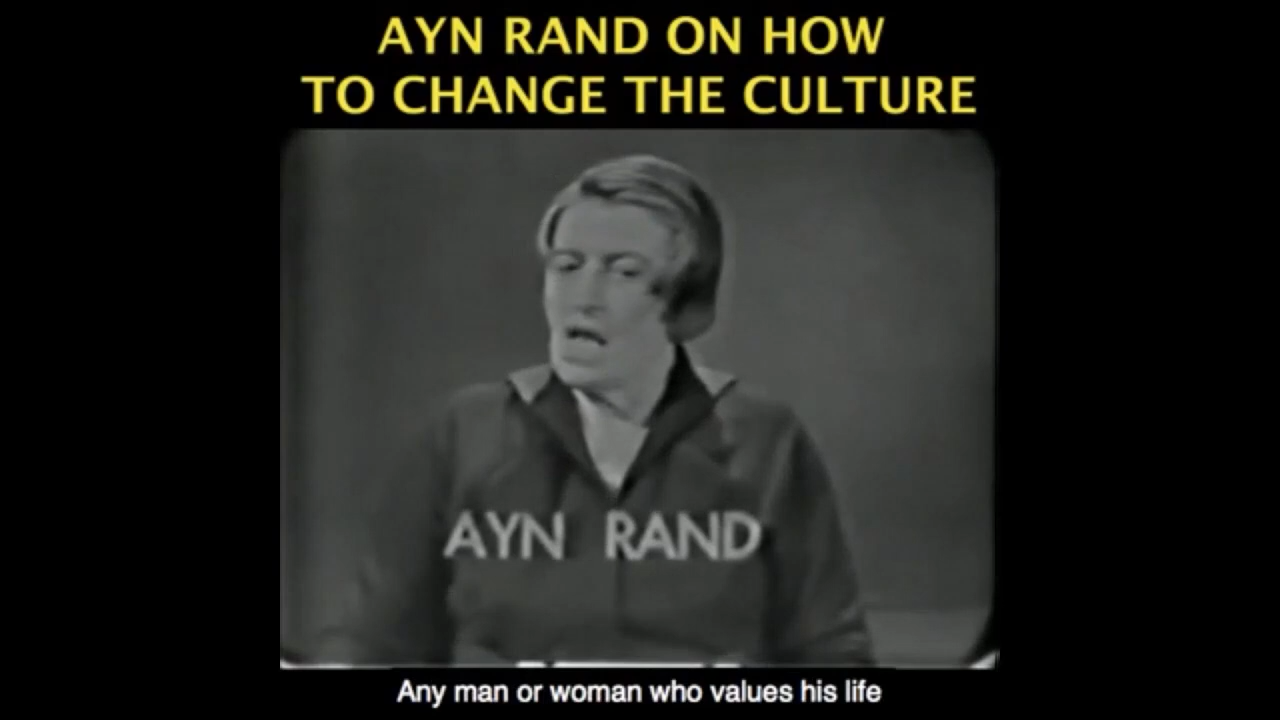 AYN RAND ON HOW
TO CHANGE THE CULTURE
AYN RAND
Any man or woman who values his life